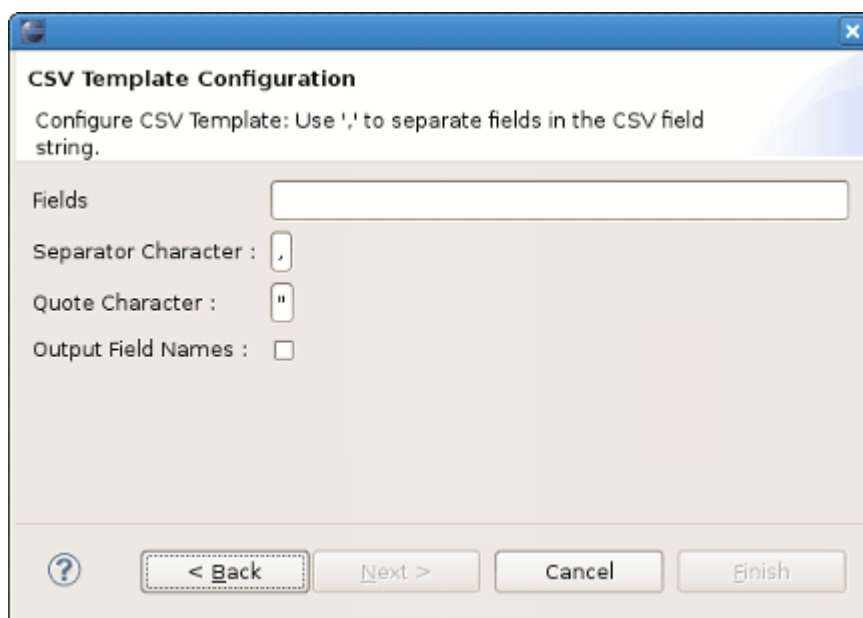 CSV Template Configuration
Configure CSV Template: Use ',' to separate fields in the CSV field
string.
Fields
Separator Character : ,
Quote Character : "
Output Field Names :
? < Back Next > Cancel Finish